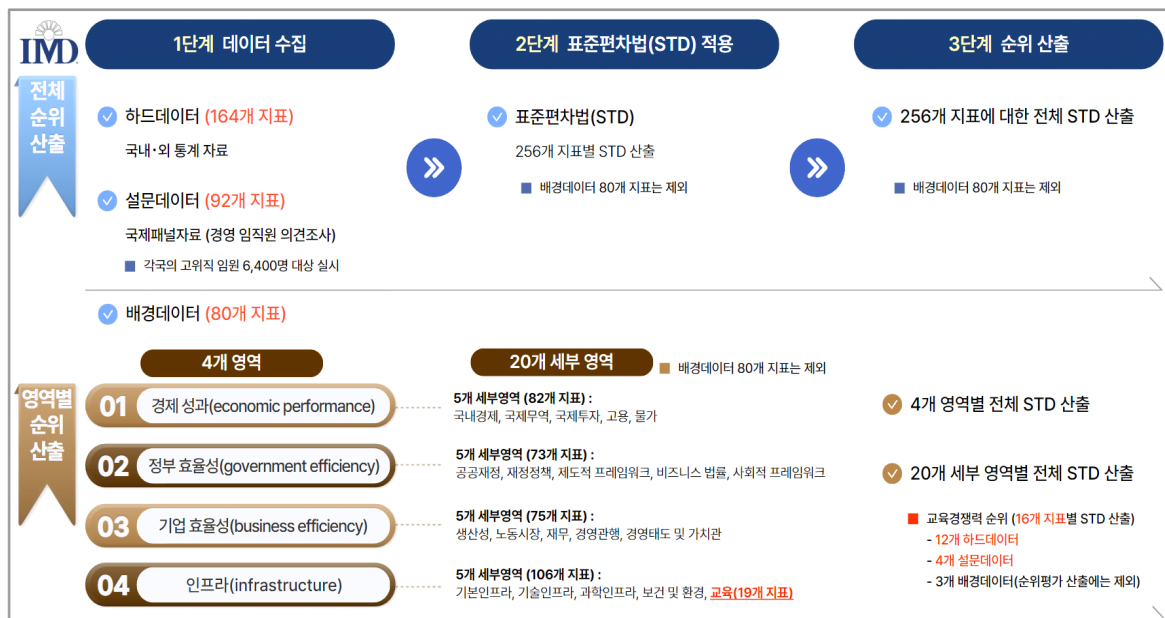 IMD
1단계 데이터 수집
2단계 표준편차법(STD) 적용
3단계 순위 산출
전체
순위
산출
하드데이터 (164개 지표)
국내·외 통계 자료
설문데이터 (92개 지표)
국제패널자료 (경영 임직원 의견조사)
각국의 고위직 임원 6,400명 대상 실시
표준편차법(STD)
256개 지표별 STD 산출
배경데이터 80개 지표는 제외
256개 지표에 대한 전체 STD 산출
배경데이터 80개 지표는 제외
배경데이터 (80개 지표)
영역별
순위
산출
4개 영역
20개 세부 영역
배경데이터 80개 지표는 제외
01 경제 성과(economic performance)
5개 세부영역 (82개 지표) :
국내경제, 국제무역, 국제투자, 고용, 물가
02 정부 효율성(government efficiency)
5개 세부영역 (73개 지표) :
공공재정, 재정정책, 제도적 프레임워크, 비즈니스 법률, 사회적 프레임워크
03 기업 효율성(business efficiency)
5개 세부영역 (75개 지표) :
생산성, 노동시장, 재무, 경영관행, 경영태도 및 가치관
04 인프라(infrastructure)
5개 세부영역 (106개 지표) :
기본인프라, 기술인프라, 과학인프라, 보건 및 환경, 교육(19개 지표)
4개 영역별 전체 STD 산출
20개 세부 영역별 전체 STD 산출
교육경쟁력 순위 (16개 지표별 STD 산출)
- 12개 하드데이터
- 4개 설문데이터
- 3개 배경데이터(순위평가 산출에는 제외)